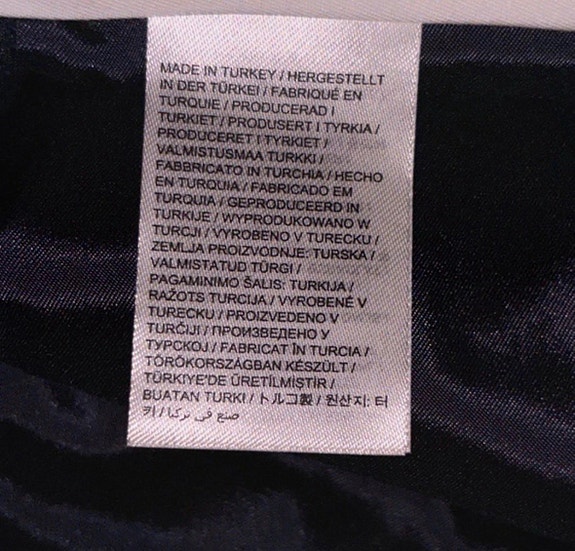 MADE IN TURKEY / HERGESTELLT
IN DER TÜRKEI / FABRIQUÉ EN
TURQUIE / PRODUCERAD I
TURKIET / PRODUSERT I TYRKIA /
PRODUCERET I TYRKIET /
VALMISTUSMAA TURKKI /
FABBRICATO IN TURCHIA / HECHO
EN TURQUIA / FABRICADO EM
TURQUIA / GEPRODUCEERD IN
TURKIJE / WYPRODUKOWANO W
TURCJI / VYROBENO V TURECKU /
ZEMLJA PROIZVODNJE: TURSKA /
VALMISTATUD TÜRGI /
PAGAMINIMO ŠALIS: TURKIJA /
RAŽOTS TURCIJA / VYROBENÉ V
TURECKU / PROIZVEDENO V
TURČIJI / ПРОИЗВЕДЕНО У
ТУРСКОЈ / FABRICAT ÎN TURCIA /
TÖRÖKORSZÁGBAN KÉSZÜLT /
TÜRKIYE'DE ÜRETİLMİŞTİR /
BUATAN TURKI / トルコ製 / 원산지: 터
키 / صنع في تركيا